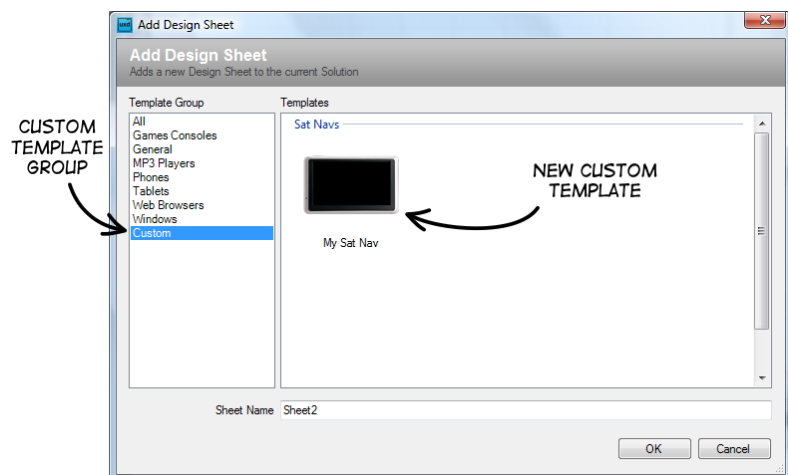 Add Design Sheet
Add Design Sheet
Adds a new Design Sheet to the current Solution
Template Group
Templates
All
Games Consoles
General
MP3 Players
Phones
Tablets
Web Browsers
Windows
Custom
Sat Navs
My Sat Nav
CUSTOM
TEMPLATE
GROUP
NEW CUSTOM
TEMPLATE
Sheet Name
Sheet2
OK
Cancel